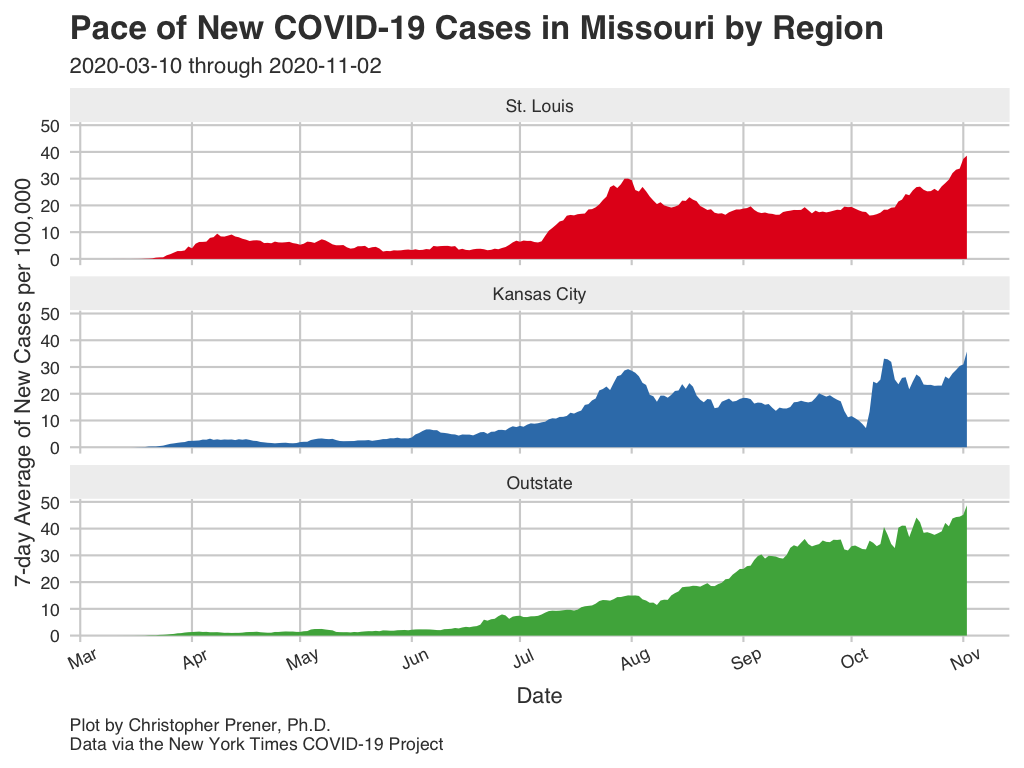 Pace of New COVID-19 Cases in Missouri by Region
2020-03-10 through 2020-11-02
7-day Average of New Cases per 100,000
St. Louis
50
40
30
20
10
0
Kansas City
50
40
30
20
10
0
Outstate
50
40
30
20
10
0
Mar Apr May Jun Jul Aug Sep Oct Nov
Date
Plot by Christopher Prener, Ph.D.
Data via the New York Times COVID-19 Project